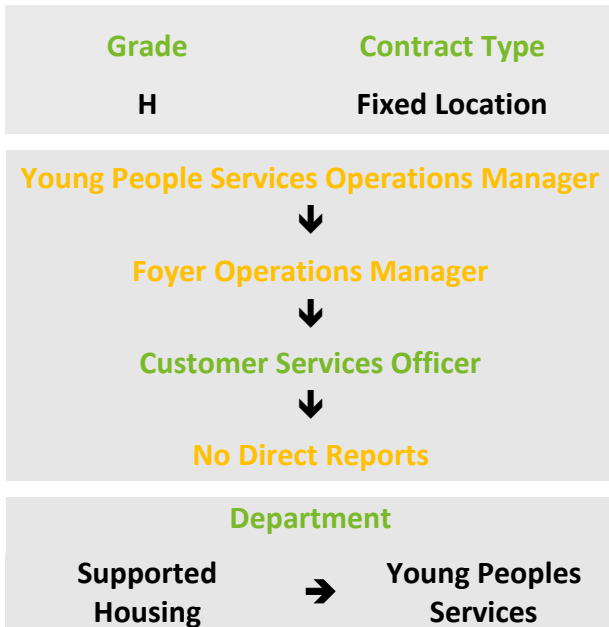 Grade Contract Type
H Fixed Location
Young People Services Operations Manager
Foyer Operations Manager
Customer Services Officer
No Direct Reports
Department
Supported Young Peoples
Housing Services